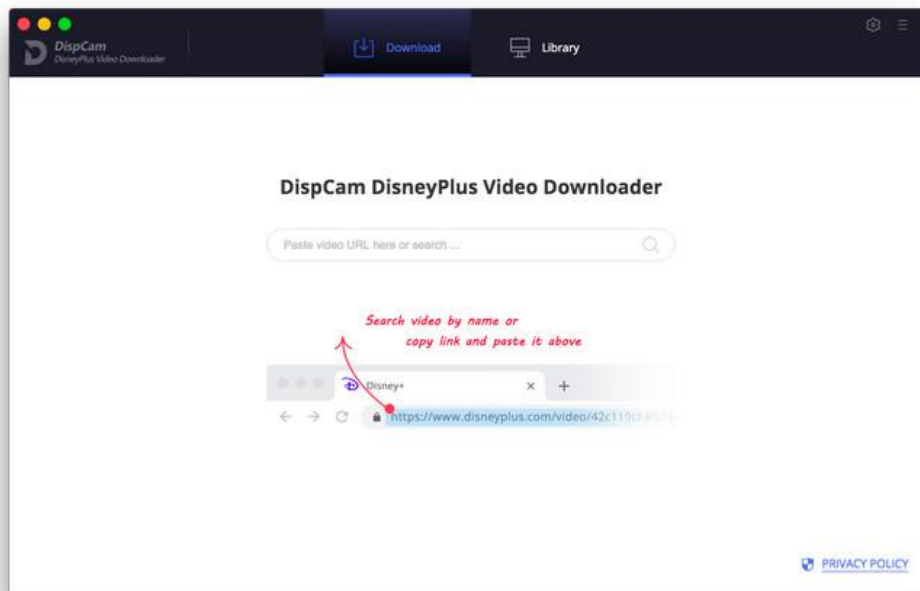 DispCam
DisneyPlus Video Downloader
Download
Library
DispCam DisneyPlus Video Downloader
Paste video URL here or search ...
Search video by name or
copy link and paste it above
Disney+
https://www.disneyplus.com/video/42c119cf
PRIVACY POLICY